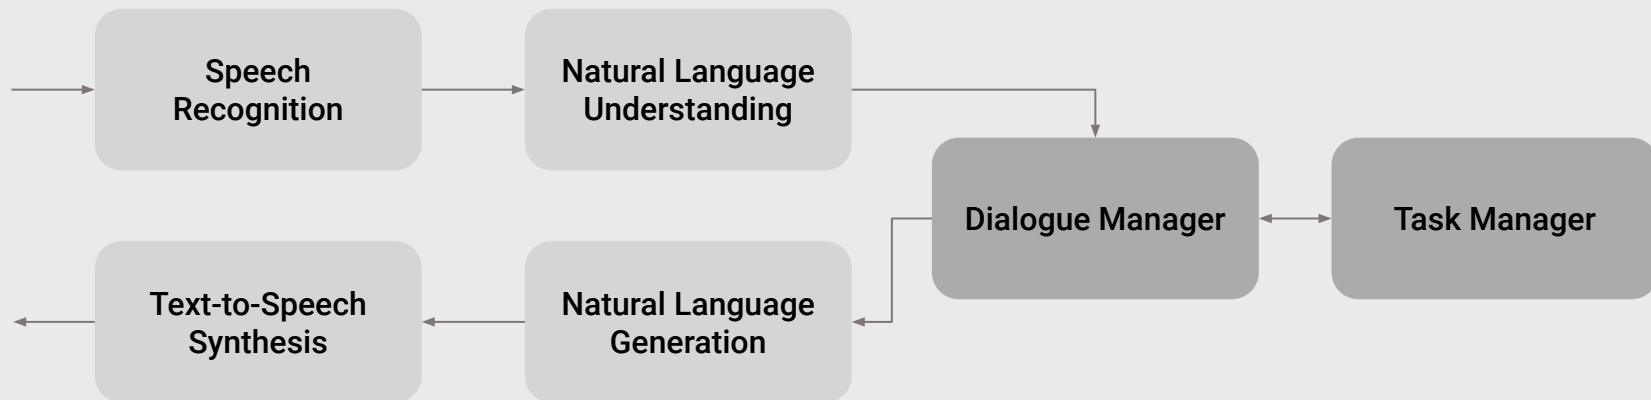 Speech
Recognition
Natural Language
Understanding
Dialogue Manager
Task Manager
Text-to-Speech
Synthesis
Natural Language
Generation